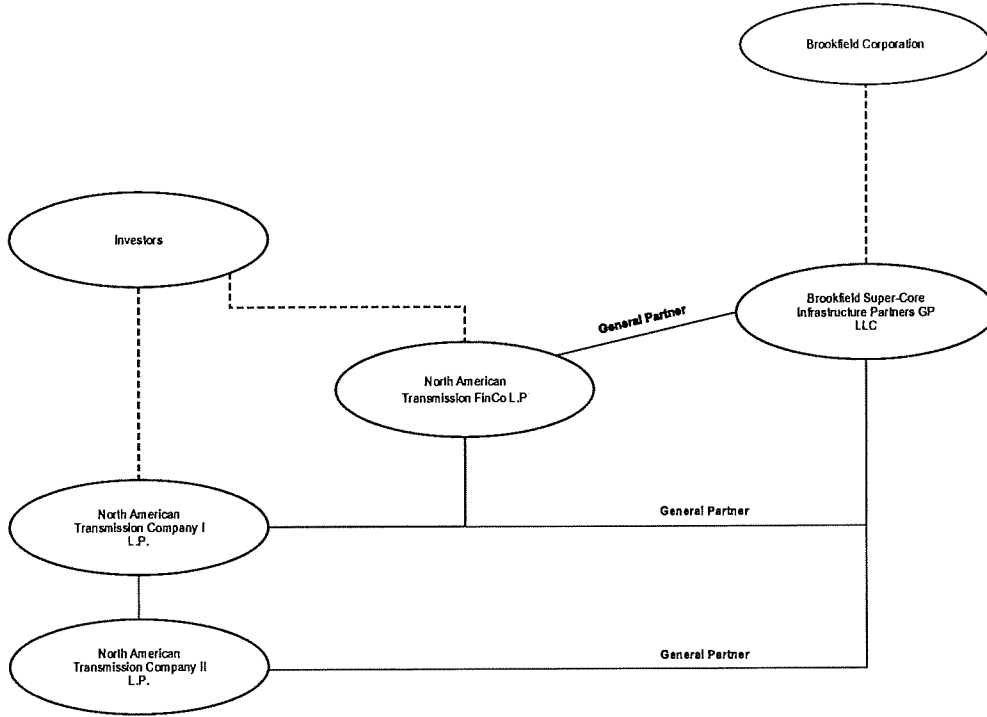 Brookfield Corporation
Investors
Brookfield Super-Core
Infrastructure Partners GP
LLC
General Partner
North American
Transmission FinCo L.P
North American
Transmission Company I
L.P.
General Partner
North American
Transmission Company II
L.P.
General Partner